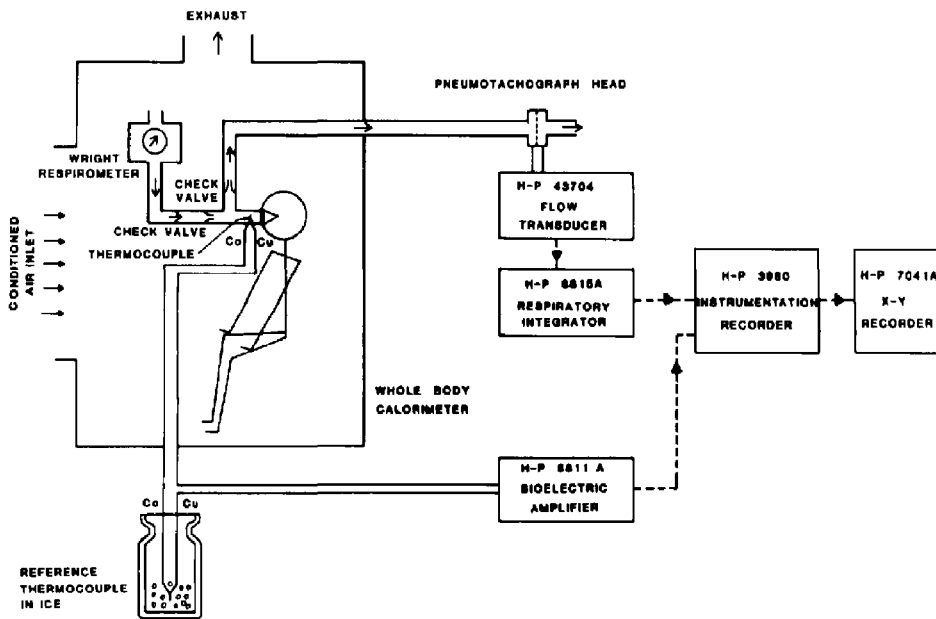 EXHAUST
PNEUMOTACHOGRAPH HEAD
WRIGHT
RESPIROMETER
CHECK
VALVE
CHECK VALVE
THERMOCOUPLE
Co
Cu
CONDITIONED
AIR INLET
H-P 43704
FLOW
TRANSDUCER
H-P 8815A
RESPIRATORY
INTEGRATOR
H-P 3960
INSTRUMENTATION
RECORDER
H-P 7041A
X-Y
RECORDER
WHOLE BODY
CALORIMETER
H-P 8811 A
BIOELECTRIC
AMPLIFIER
Co
Cu
REFERENCE
THERMOCOUPLE
IN ICE